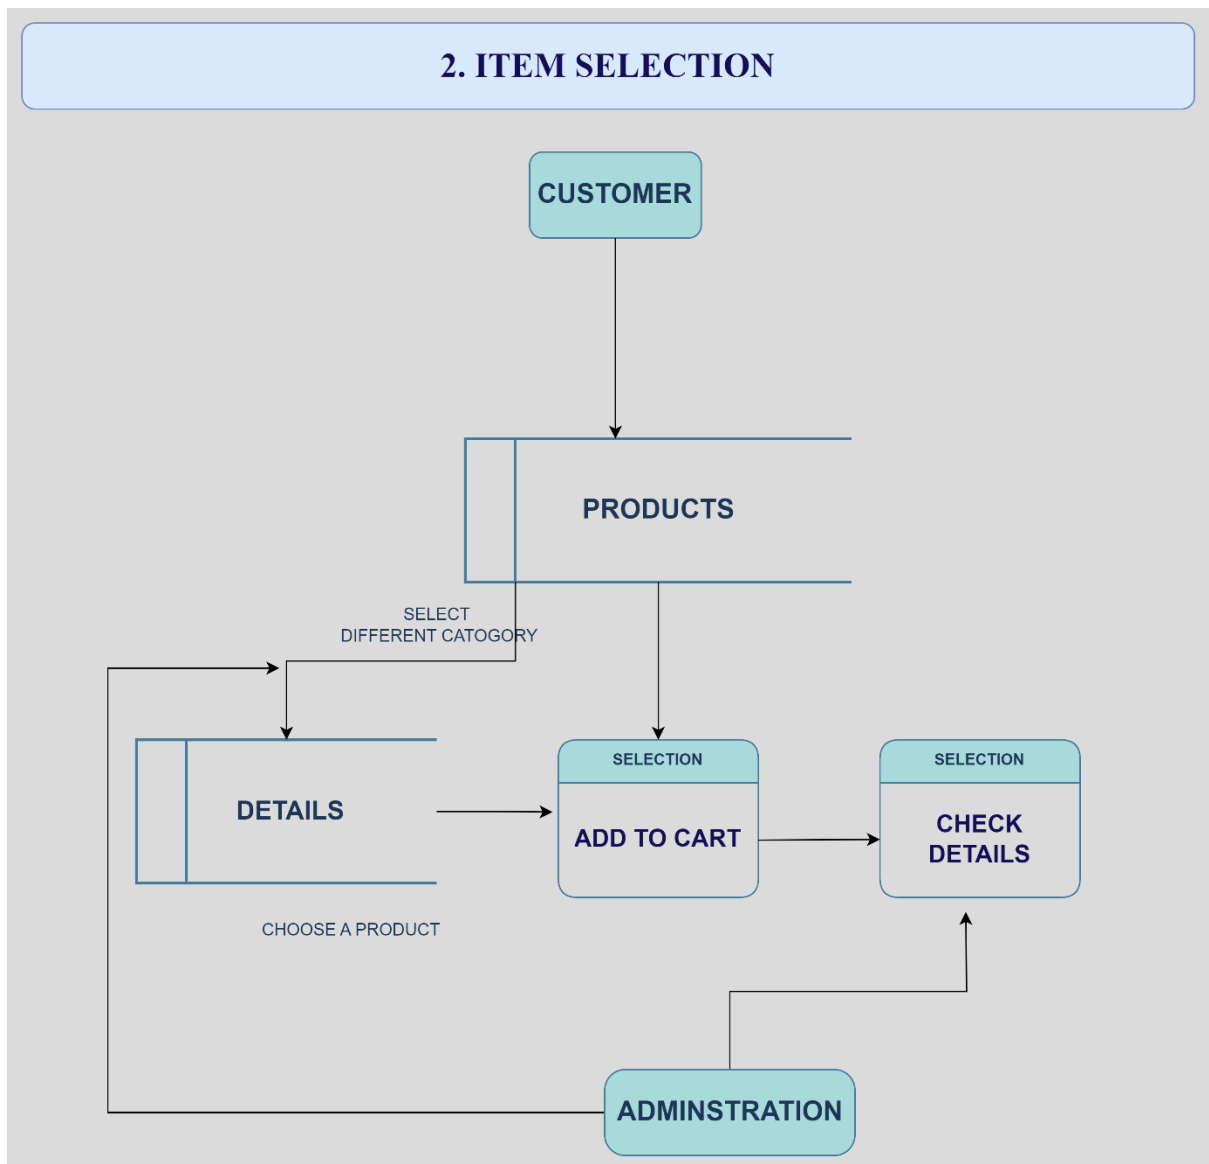 2. ITEM SELECTION
CUSTOMER
PRODUCTS
SELECT
DIFFERENT CATOGORY
DETAILS
SELECTION
ADD TO CART
SELECTION
CHECK
DETAILS
CHOOSE A PRODUCT
ADMINSTRATION